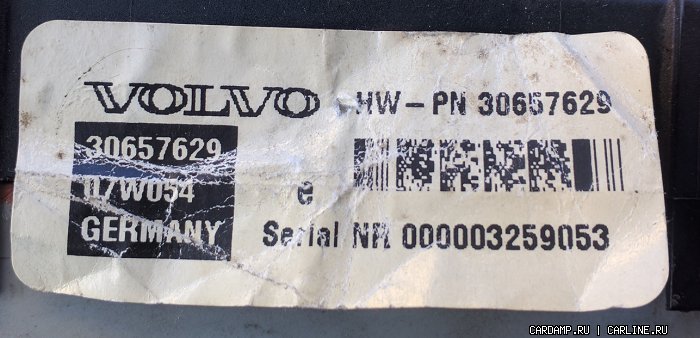 VOLVO HW-PN 30657629
30657629
07W054
GERMANY
e
Serial NR 000003259053
CARDAMP.RU | CARLINE.RU